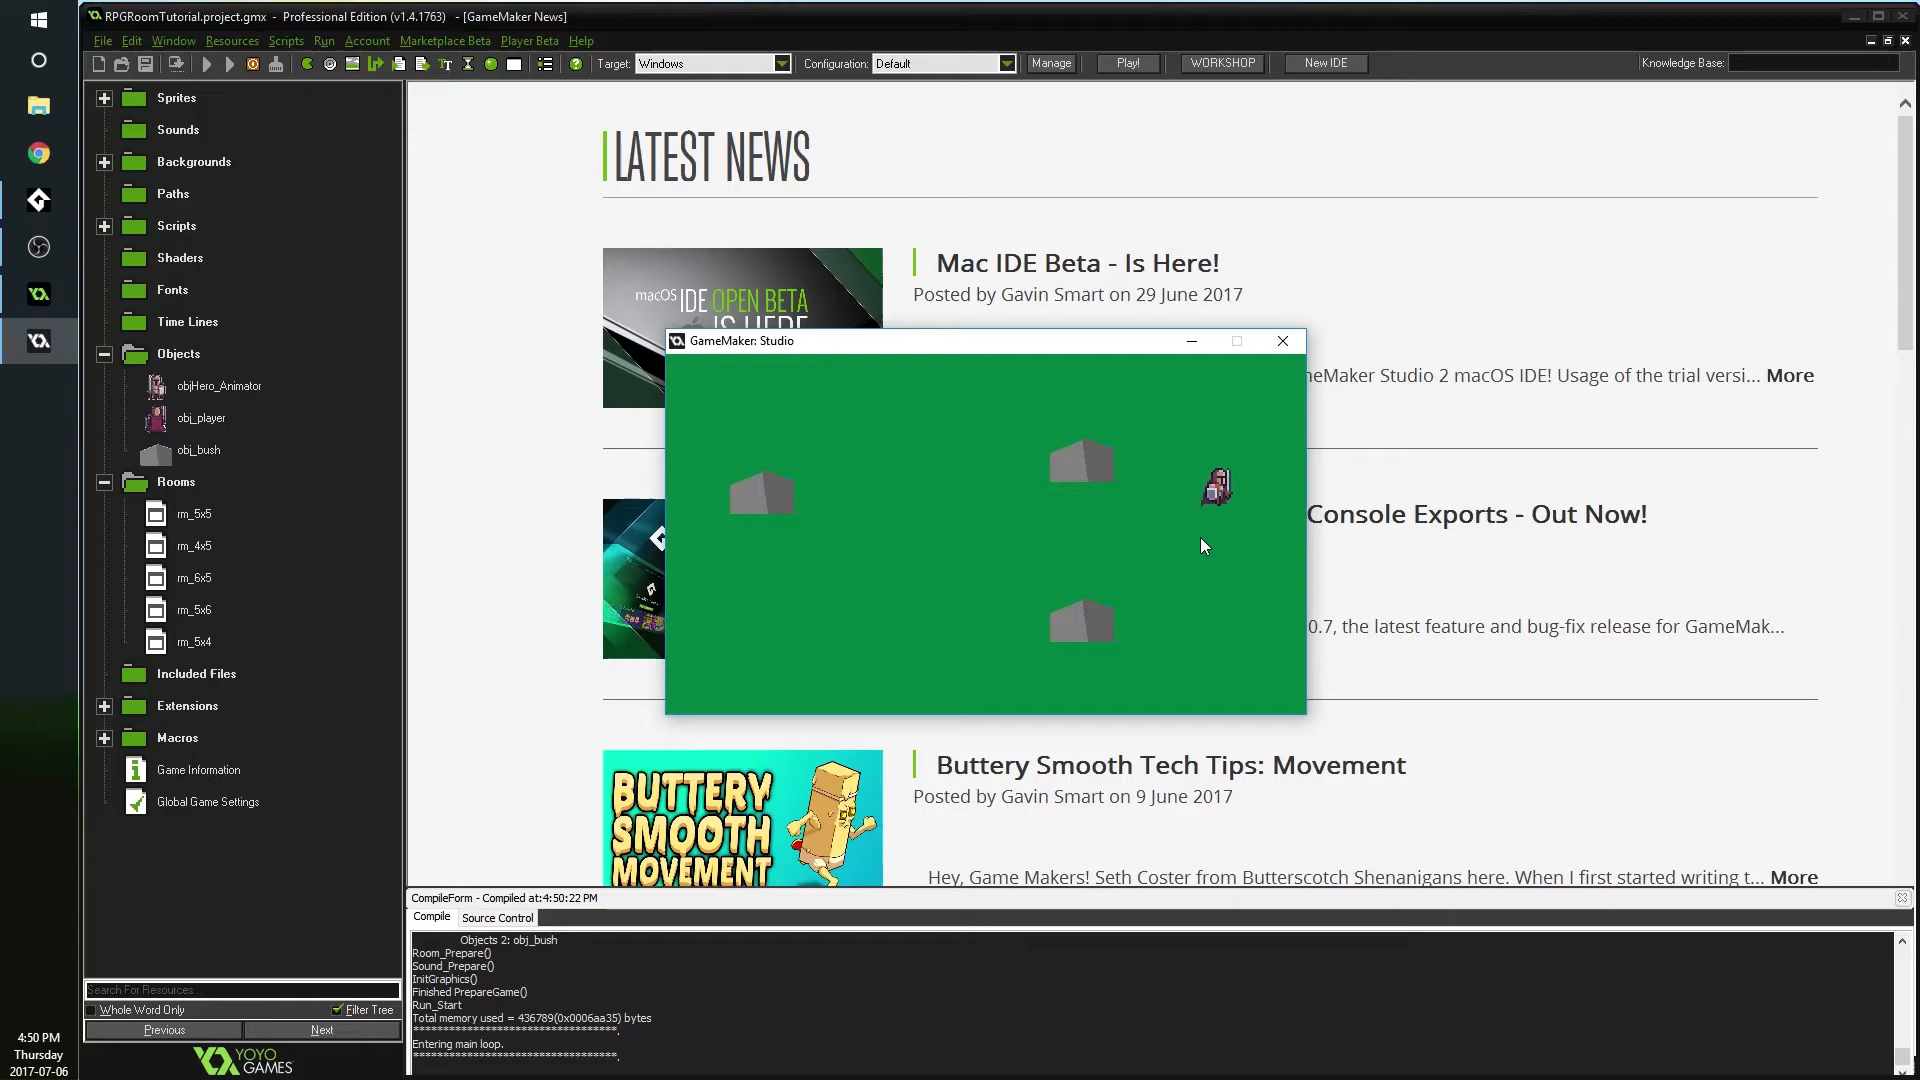 RPGRoomTutorial.project.gmx - Professional Edition (v1.4.1763) - [GameMaker News]
File Edit Window Resources Scripts Run Account Marketplace Beta Player Beta Help
Target: Windows Configuration: Default Manage Play! WORKSHOP New IDE Knowledge Base:
Sprites
Sounds
Backgrounds
Paths
Scripts
Shaders
Fonts
Time Lines
Objects
objHero_Animator
obj_player
obj_bush
Rooms
rm_5x5
rm_4x5
rm_6x5
rm_5x6
rm_5x4
Included Files
Extensions
Macros
Game Information
Global Game Settings
Search For Resources...
Whole Word Only Filter Tree
Previous Next
YOYO
GAMES
4:50 PM
Thursday
2017-07-06
LATEST NEWS
macOS IDE OPEN BETA
IS HERE
Mac IDE Beta - Is Here!
Posted by Gavin Smart on 29 June 2017
meMaker Studio 2 macOS IDE! Usage of the trial versi... More
GameMaker: Studio
Console Exports - Out Now!
0.7, the latest feature and bug-fix release for GameMak...
BUTTERY
SMOOTH
MOVEMENT
Buttery Smooth Tech Tips: Movement
Posted by Gavin Smart on 9 June 2017
Hey, Game Makers! Seth Coster from Butterscotch Shenanigans here. When I first started writing t... More
CompileForm - Compiled at:4:50:22 PM
Compile Source Control
Objects 2: obj_bush
Room_Prepare()
Sound_Prepare()
InitGraphics()
Finished PrepareGame()
Run_Start
Total memory used = 436789(0x0006aa35) bytes
**********************************.
Entering main loop.
**********************************.